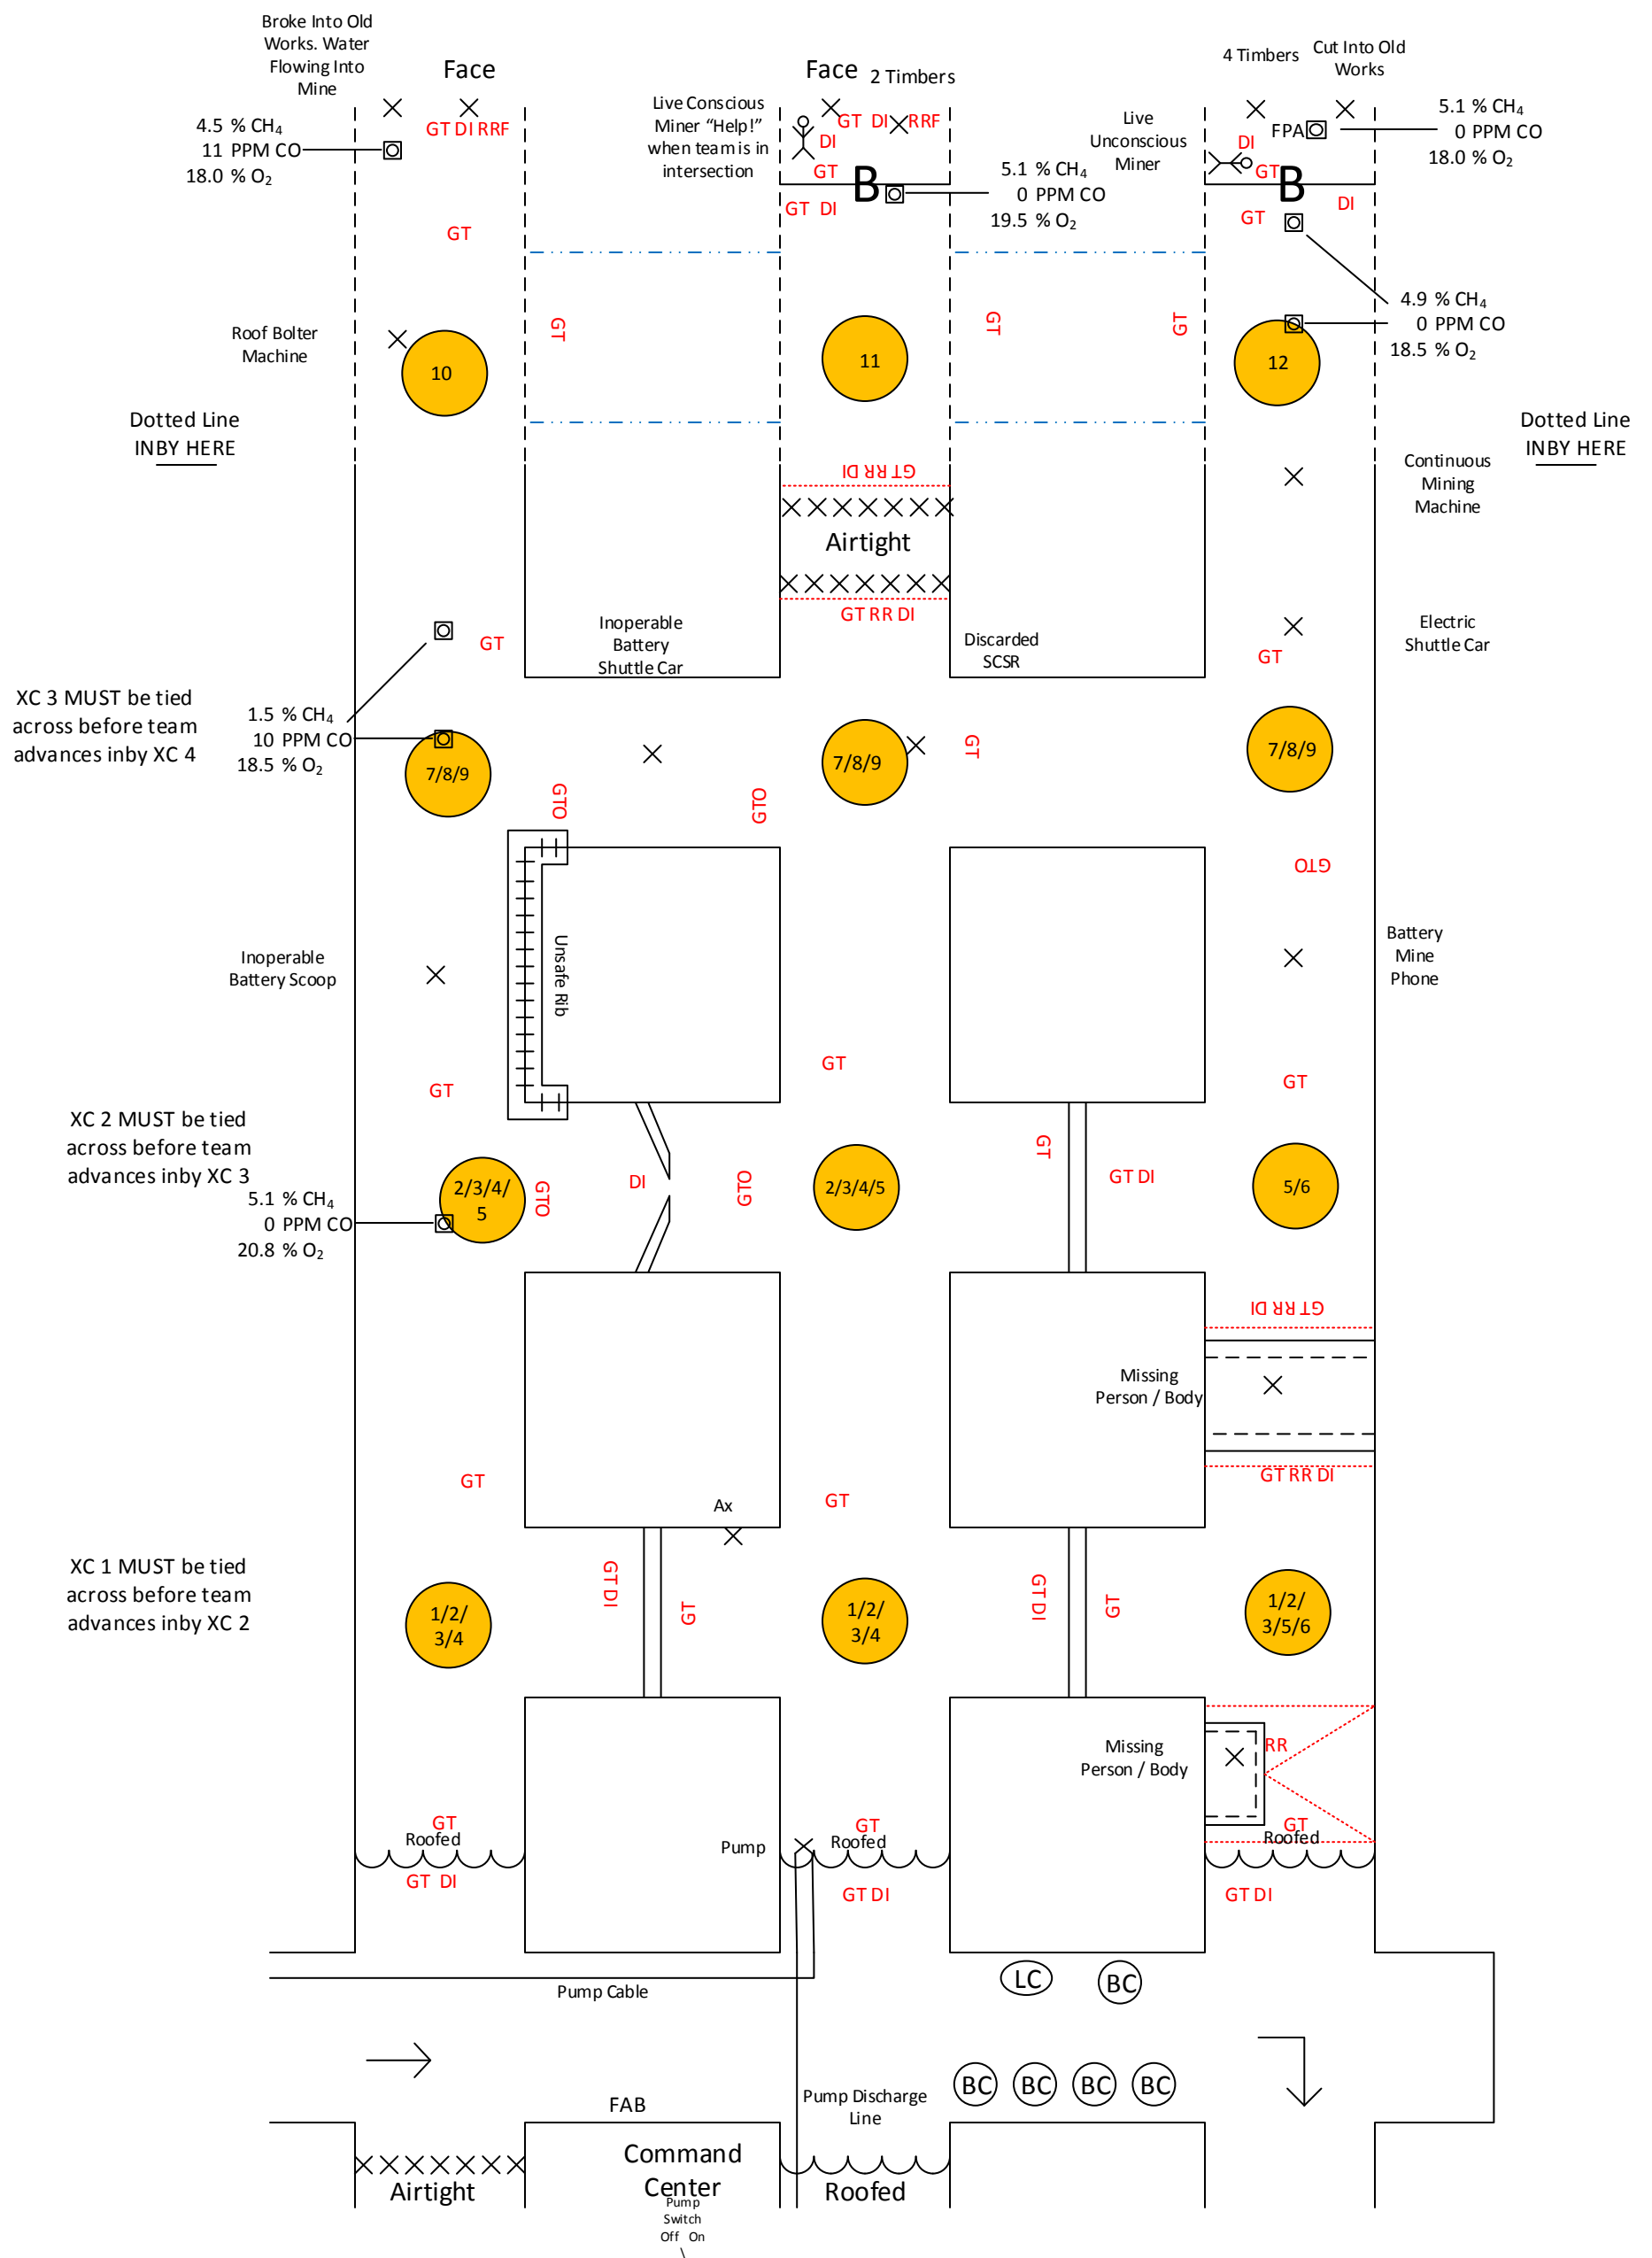 Broke Into Old
Works. Water
Flowing Into
Mine
Face
Face
2 Timbers
4 Timbers
Cut Into Old
Works
4.5 % CH₄
11 PPM CO
18.0 % O₂
GT DI RRF
Live Conscious
Miner “Help!”
when team is in
intersection
GT DI RRF
DI
GT
B
GT DI
5.1 % CH₄
0 PPM CO
19.5 % O₂
Live
Unconscious
Miner
FPA
DI
GT
B
GT
DI
5.1 % CH₄
0 PPM CO
18.0 % O₂
GT
4.9 % CH₄
0 PPM CO
18.5 % O₂
Roof Bolter
Machine
GT
GT
GT
10
11
12
Dotted Line
INBY HERE
Dotted Line
INBY HERE
GT RR DI
Airtight
GT RR DI
Continuous
Mining
Machine
GT
Inoperable
Battery
Shuttle Car
Discarded
SCSR
GT
Electric
Shuttle Car
XC 3 MUST be tied
across before team
advances inby XC 4
1.5 % CH₄
10 PPM CO
18.5 % O₂
7/8/9
7/8/9
GT
7/8/9
GTO
GTO
GTO
Inoperable
Battery Scoop
Unsafe Rib
Battery
Mine
Phone
GT
GT
GT
XC 2 MUST be tied
across before team
advances inby XC 3
5.1 % CH₄
0 PPM CO
20.8 % O₂
2/3/4/
5
GTO
DI
GTO
2/3/4/5
GT
GT DI
5/6
GT RR DI
Missing
Person / Body
GT RR DI
GT
Ax
GT
XC 1 MUST be tied
across before team
advances inby XC 2
1/2/
3/4
GT DI
GT
1/2/
3/4
GT DI
GT
1/2/
3/5/6
Missing
Person / Body
RR
GT
Roofed
GT DI
Pump
GT
Roofed
GT DI
GT
Roofed
GT DI
Pump Cable
LC
BC
FAB
Pump Discharge
Line
BC
BC
BC
BC
Airtight
Command
Center
Roofed
Pump
Switch
Off On